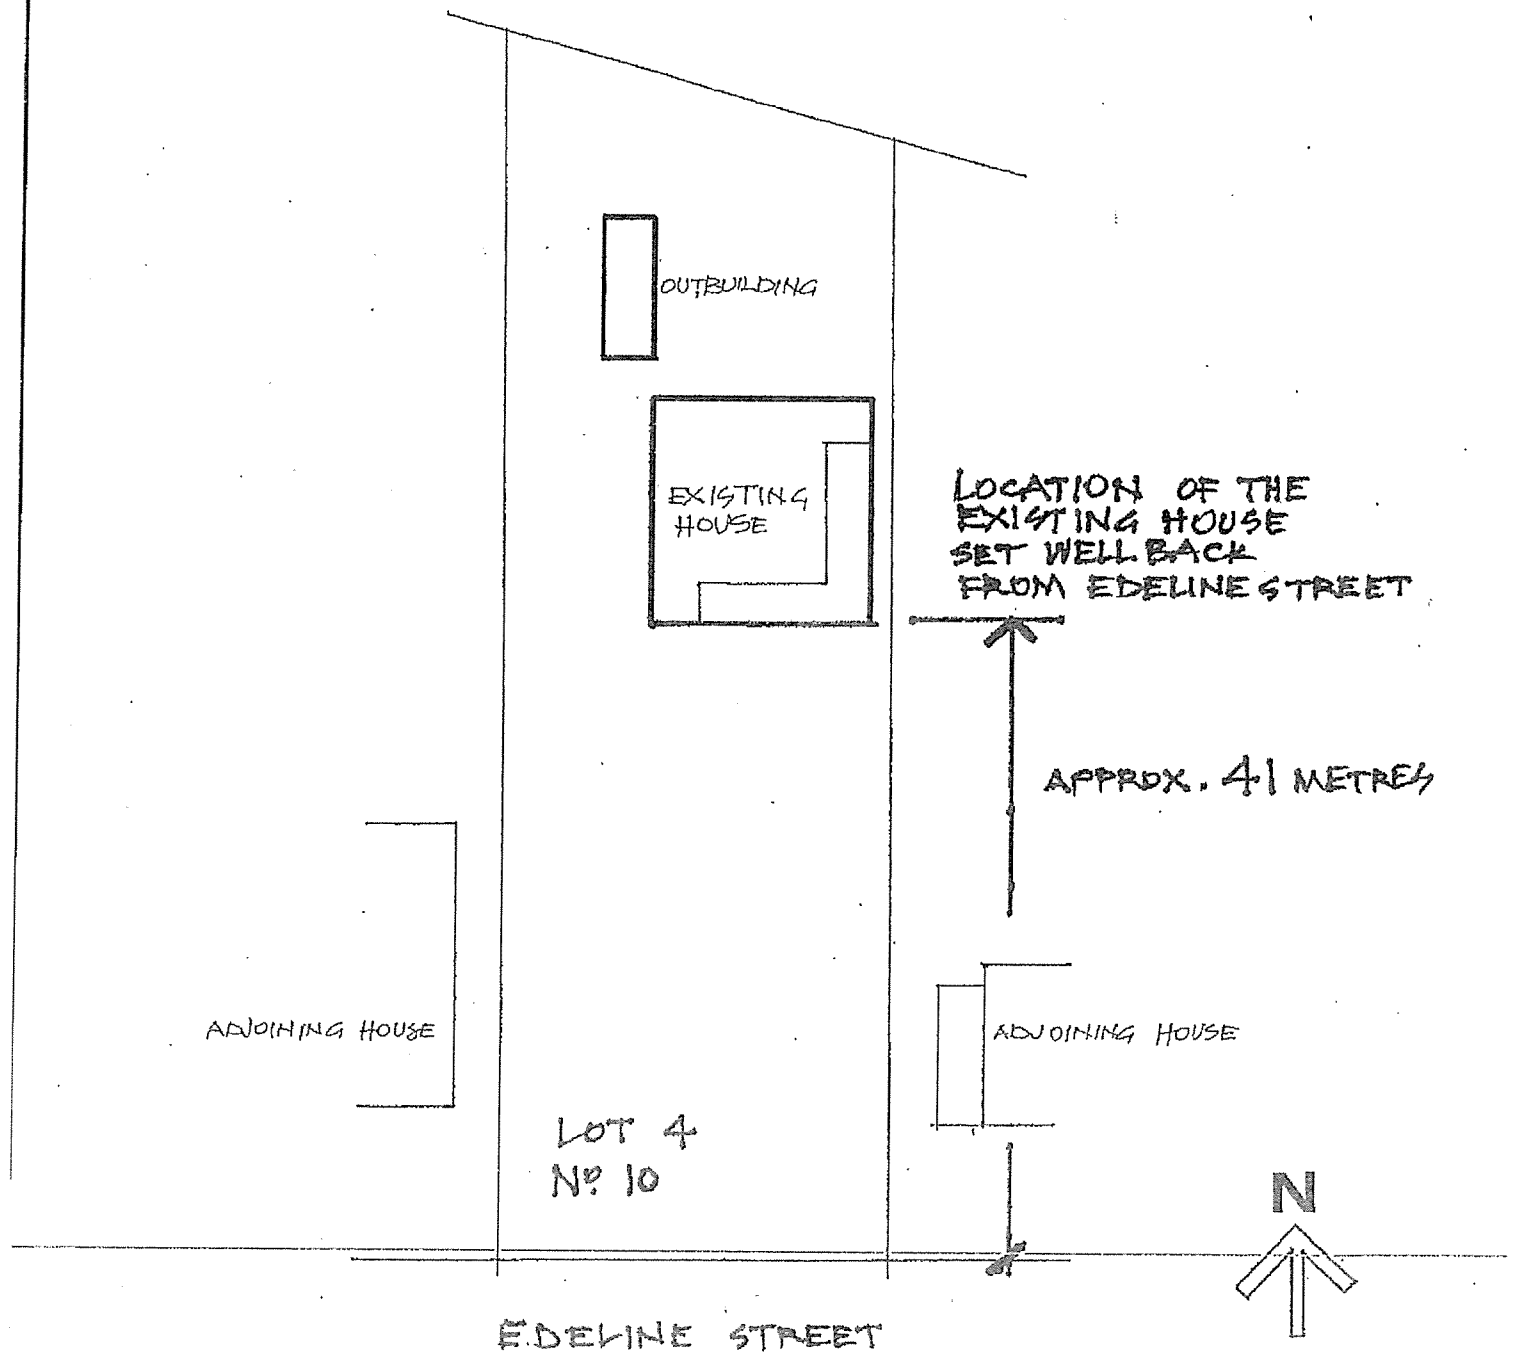 OUTBUILDING
EXISTING
HOUSE
LOCATION OF THE
EXISTING HOUSE
SET WELL BACK
FROM EDELINE STREET
APPROX. 41 METRES
ADJOINING HOUSE
ADJOINING HOUSE
LOT 4
Nº 10
N
EDELINE STREET